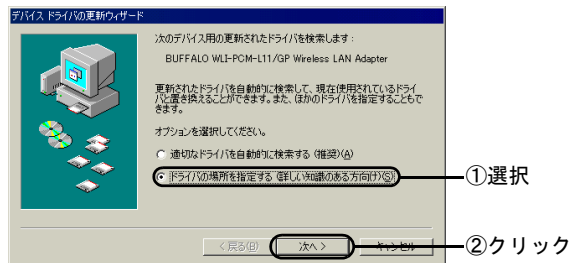 デバイス ドライバの更新ウィザード
次のデバイス用の更新されたドライバを検索します：
BUFFALO WLI-PCM-L11/GP Wireless LAN Adapter
更新されたドライバを自動的に検索して、現在使用されているドライ
バと置き換えることができます。また、ほかのドライバを指定することもで
きます。
オプションを選択してください。
適切なドライバを自動的に検索する（推奨）(A)
ドライバの場所を指定する（詳しい知識のある方向け）(S)
①選択
< 戻る(B)
次へ >
キャンセル
②クリック